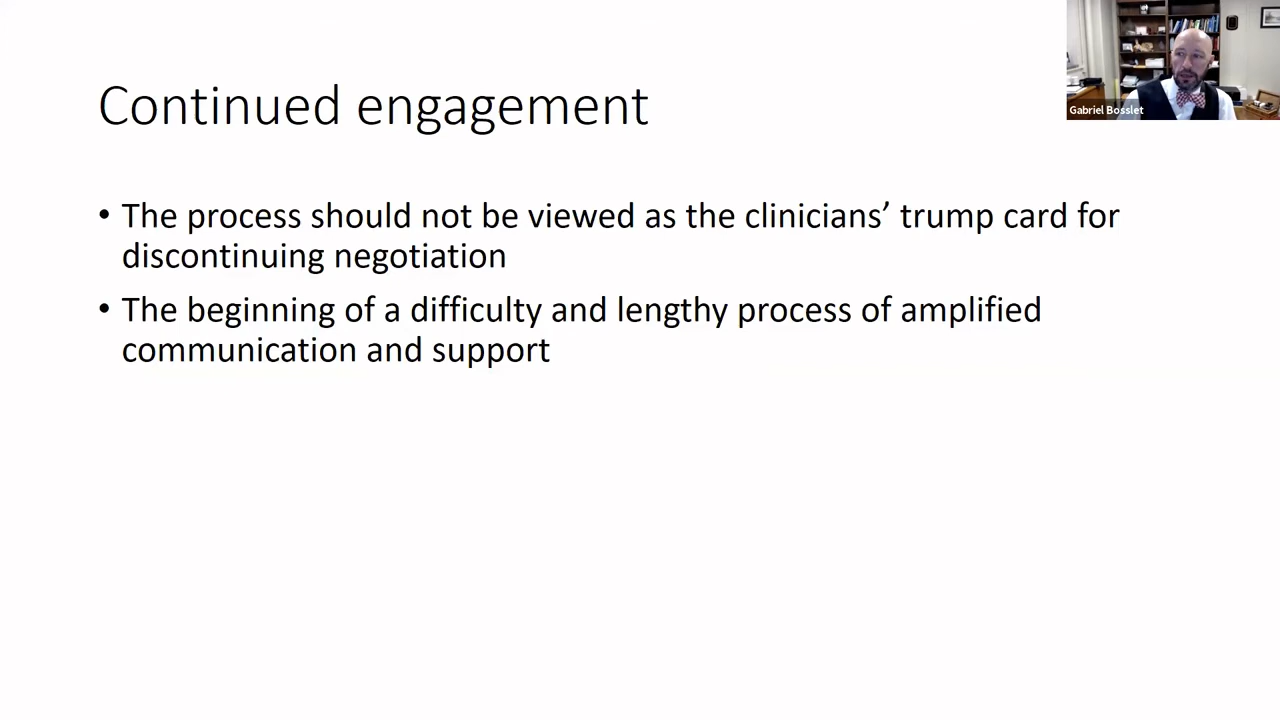 Continued engagement
Gabriel Bosslet
• The process should not be viewed as the clinicians’ trump card for
discontinuing negotiation
• The beginning of a difficulty and lengthy process of amplified
communication and support